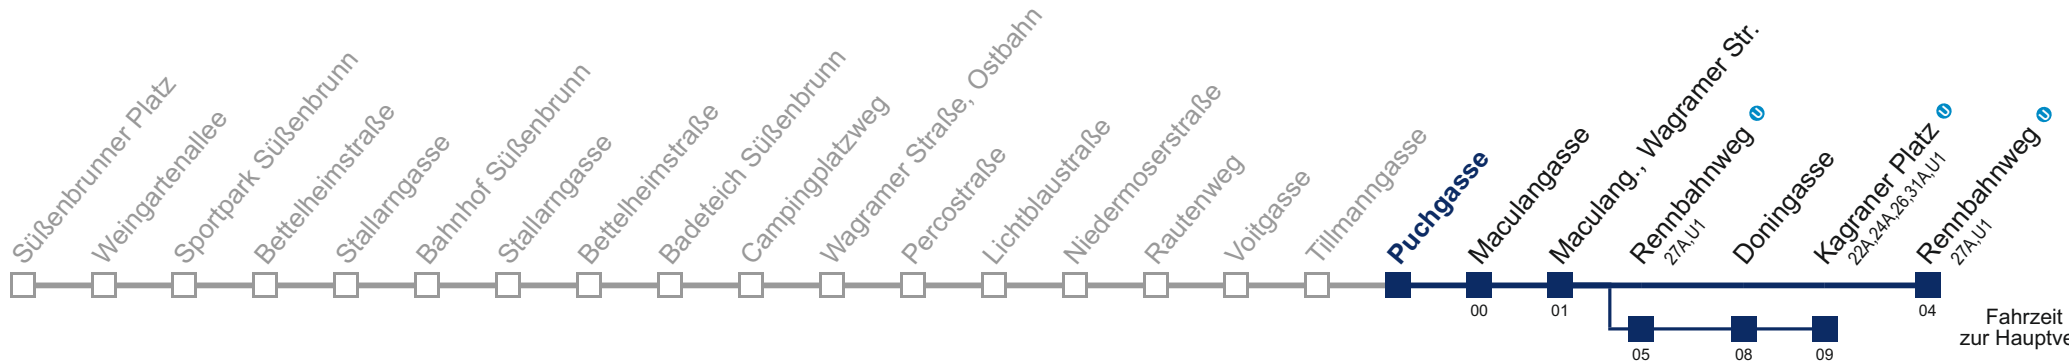 Süßenbrunner Platz
Weingartenallee
Sportpark Süßenbrunn
Bettelheimstraße
Stallarngasse
Bahnhof Süßenbrunn
Stallarngasse
Bettelheimstraße
Badeteich Süßenbrunn
Campingplatzweg
Wagramer Straße, Ostbahn
Percostraße
Lichtblaustraße
Niedermoserstraße
Rautenweg
Voitgasse
Tillmanngasse
Puchgasse
Maculangasse
Maculang., Wagramer Str.
Rennbahnweg U
27A,U1
Doningasse
Kagraner Platz U
22A,24A,26,31A,U1
Rennbahnweg U
27A,U1
00
01
04
05
08
09
Fahrzeit
zur Hauptve